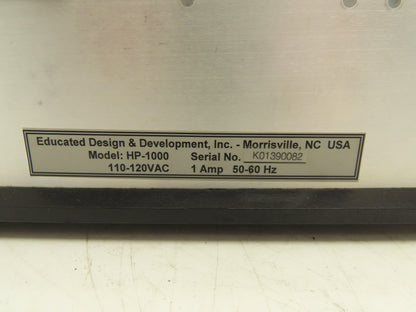 Educated Design & Development, Inc. - Morrisville, NC USA
Model: HP-1000 Serial No. K01390082
110-120VAC 1 Amp 50-60 Hz